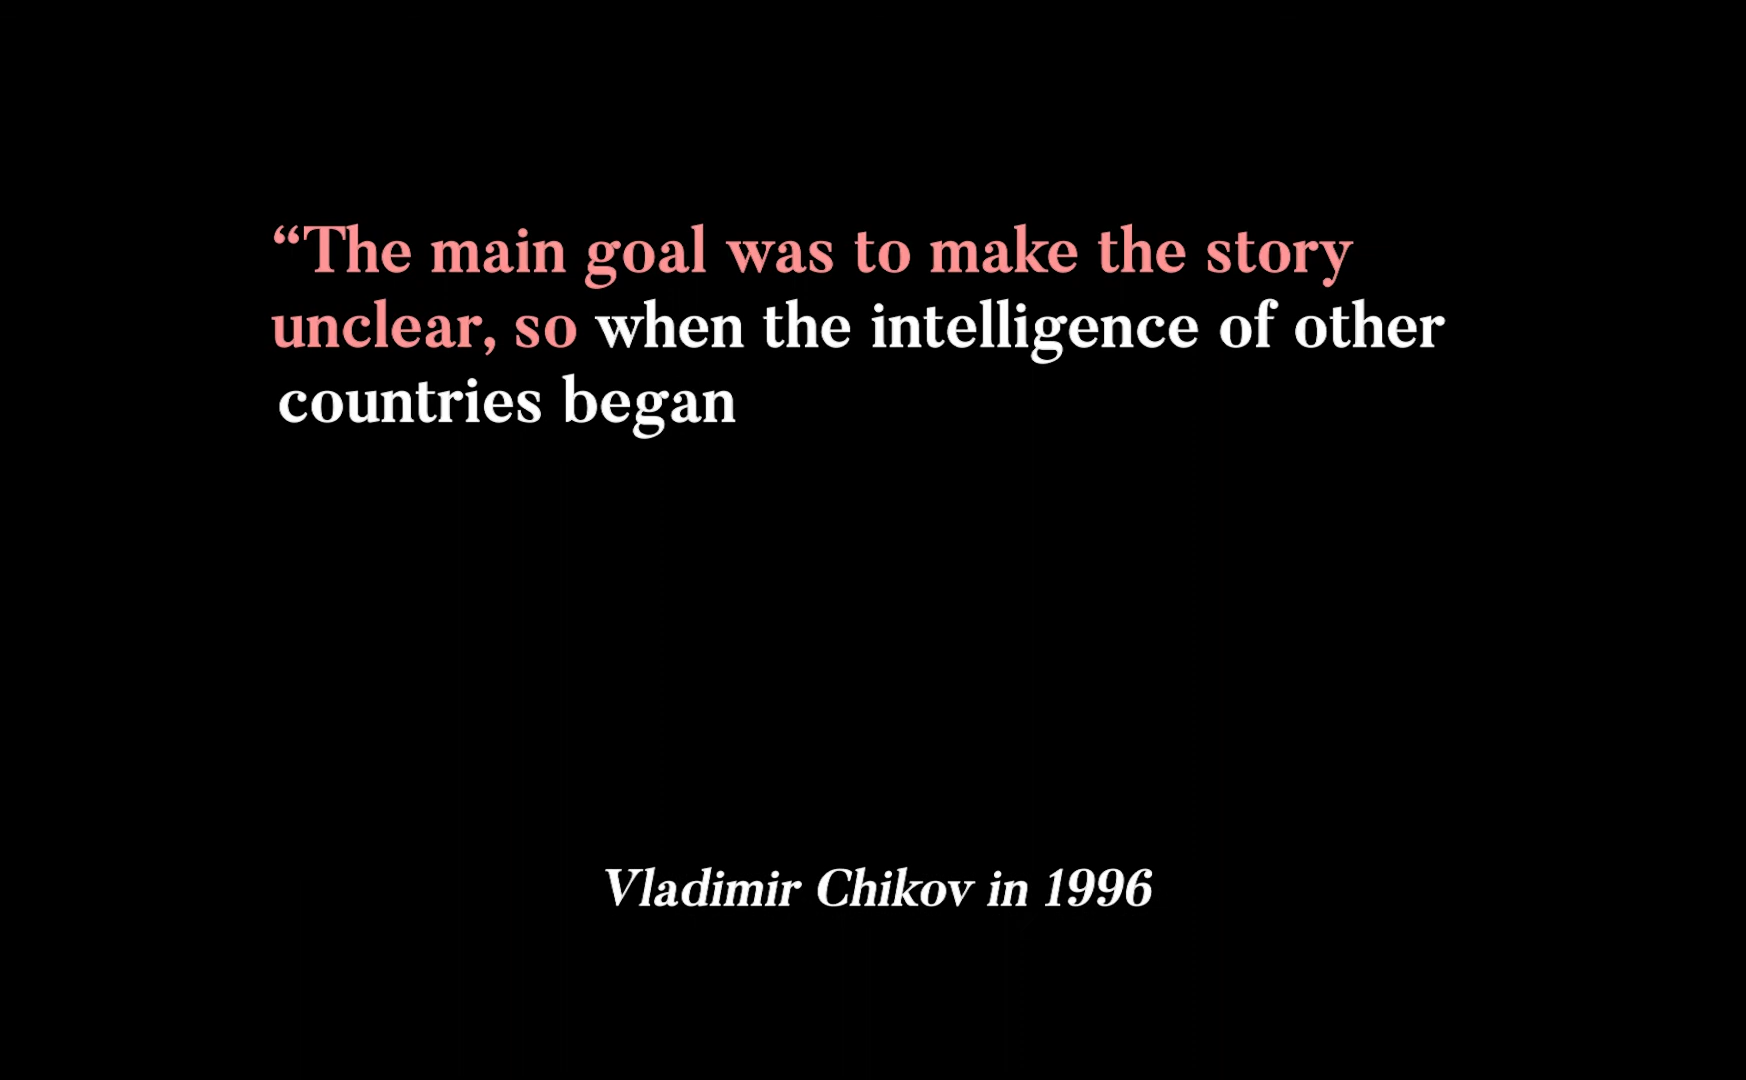 “The main goal was to make the story
unclear, so when the intelligence of other
countries began
Vladimir Chikov in 1996